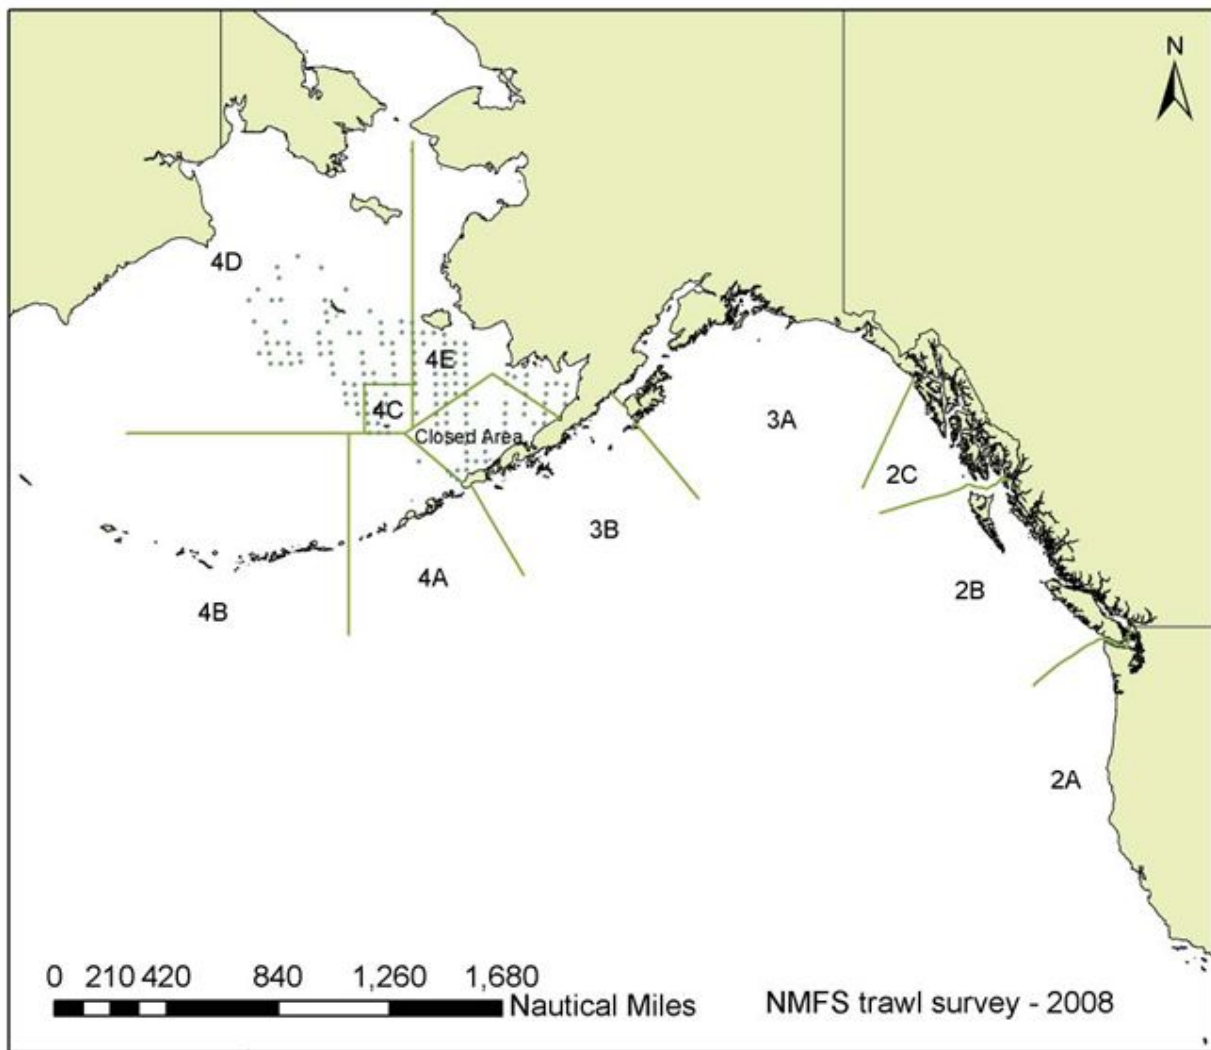 N
4D
4E
4C
Closed Area
3A
2C
3B
4A
2B
4B
2A
0 210 420 840 1,260 1,680
Nautical Miles
NMFS trawl survey - 2008